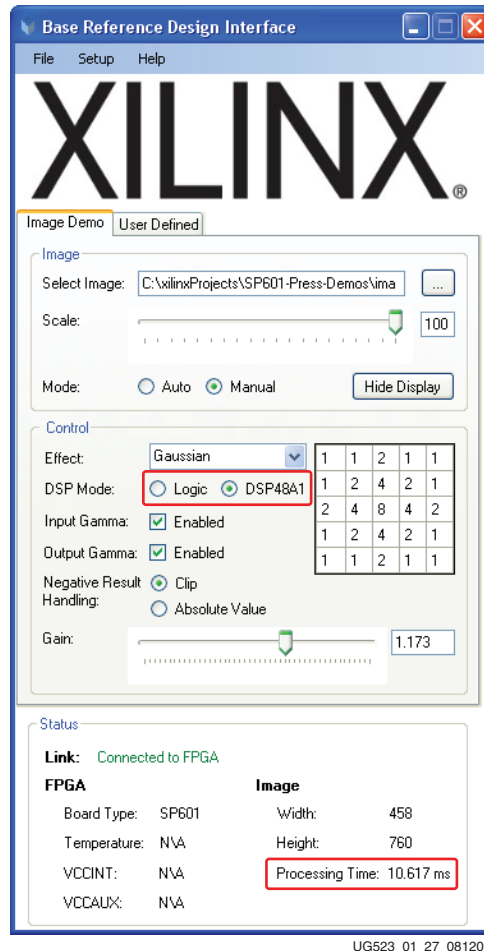 Base Reference Design Interface
File Setup Help
XILINX®
Image Demo User Defined
Image
Select Image: C:\xilinxProjects\SP601-Press-Demos\ima ...
Scale: 100
Mode: Auto Manual Hide Display
Control
Effect: Gaussian
DSP Mode: Logic DSP48A1
Input Gamma: Enabled
Output Gamma: Enabled
Negative Result Handling: Clip
Absolute Value
1 1 2 1 1
1 2 4 2 1
2 4 8 4 2
1 2 4 2 1
1 1 2 1 1
Gain: 1.173
Status
Link: Connected to FPGA
FPGA Image
Board Type: SP601 Width: 458
Temperature: N\A Height: 760
VCCINT: N\A Processing Time: 10.617 ms
VCCAUX: N\A
UG523_01_27_08120